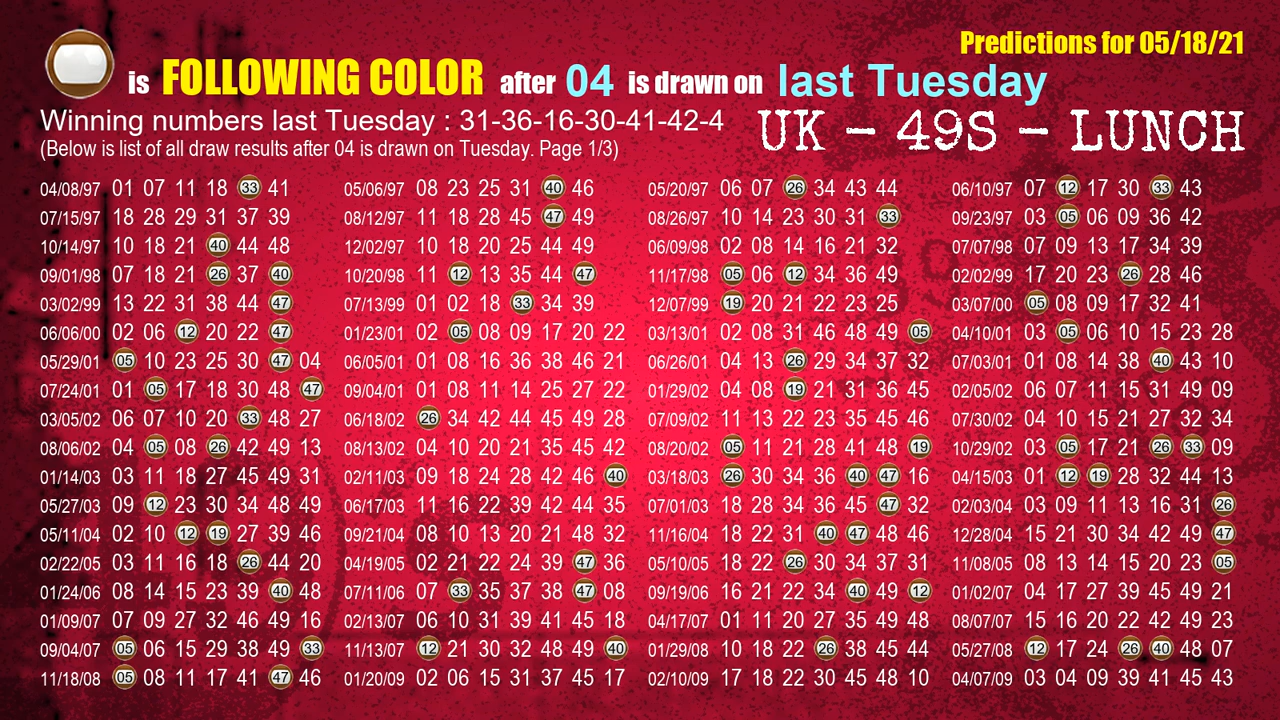 Predictions for 05/18/21
is FOLLOWING COLOR after 04 is drawn on last Tuesday
Winning numbers last Tuesday : 31-36-16-30-41-42-4
UK - 49S - LUNCH
(Below is list of all draw results after 04 is drawn on Tuesday. Page 1/3)
04/08/97 01 07 11 18 33 41 05/06/97 08 23 25 31 40 46 05/20/97 06 07 26 34 43 44 06/10/97 07 12 17 30 33 43
07/15/97 18 28 29 31 37 39 08/12/97 11 18 28 45 47 49 08/26/97 10 14 23 30 31 33 09/23/97 03 05 06 09 36 42
10/14/97 10 18 21 40 44 48 12/02/97 10 18 20 25 44 49 06/09/98 02 08 14 16 21 32 07/07/98 07 09 13 17 34 39
09/01/98 07 18 21 26 37 40 10/20/98 11 12 13 35 44 47 11/17/98 05 06 12 34 36 49 02/02/99 17 20 23 26 28 46
03/02/99 13 22 31 38 44 47 07/13/99 01 02 18 33 34 39 12/07/99 19 20 21 22 23 25 03/07/00 05 08 09 17 32 41
06/06/00 02 06 12 20 22 47 01/23/01 02 05 08 09 17 20 22 03/13/01 02 08 31 46 48 49 05 04/10/01 03 05 06 10 15 23 28
05/29/01 05 10 23 25 30 47 04 06/05/01 01 08 16 36 38 46 21 06/26/01 04 13 26 29 34 37 32 07/03/01 01 08 14 38 40 43 10
07/24/01 01 05 17 18 30 48 47 09/04/01 01 08 11 14 25 27 22 01/29/02 04 08 19 21 31 36 45 02/05/02 06 07 11 15 31 49 09
03/05/02 06 07 10 20 33 48 27 06/18/02 26 34 42 44 45 49 28 07/09/02 11 13 22 23 35 45 46 07/30/02 04 10 15 21 27 32 34
08/06/02 04 05 08 26 42 49 13 08/13/02 04 10 20 21 35 45 42 08/20/02 05 11 21 28 41 48 19 10/29/02 03 05 17 21 26 33 09
01/14/03 03 11 18 27 45 49 31 02/11/03 09 18 24 28 42 46 40 03/18/03 26 30 34 36 40 47 16 04/15/03 01 12 19 28 32 44 13
05/27/03 09 12 23 30 34 48 49 06/17/03 11 16 22 39 42 44 35 07/01/03 18 28 34 36 45 47 32 02/03/04 03 09 11 13 16 31 26
05/11/04 02 10 12 19 27 39 46 09/21/04 08 10 13 20 21 48 32 11/16/04 18 22 31 40 47 48 46 12/28/04 15 21 30 34 42 49 47
02/22/05 03 11 16 18 26 44 20 04/19/05 02 21 22 24 39 47 36 05/10/05 18 22 26 30 34 37 31 11/08/05 08 13 14 15 20 23 05
01/24/06 08 14 15 23 39 40 48 07/11/06 07 33 35 37 38 47 08 09/19/06 16 21 22 34 40 49 12 01/02/07 04 17 27 39 45 49 21
01/09/07 07 09 27 32 46 49 16 02/13/07 06 10 31 39 41 45 18 04/17/07 01 11 20 27 35 49 48 08/07/07 15 16 20 22 42 49 23
09/04/07 05 06 15 29 38 49 33 11/13/07 12 21 30 32 48 49 40 01/29/08 10 18 22 26 38 45 44 05/27/08 12 17 24 26 40 48 07
11/18/08 05 08 11 17 41 47 46 01/20/09 02 06 15 31 37 45 17 02/10/09 17 18 22 30 45 48 10 04/07/09 03 04 09 39 41 45 43